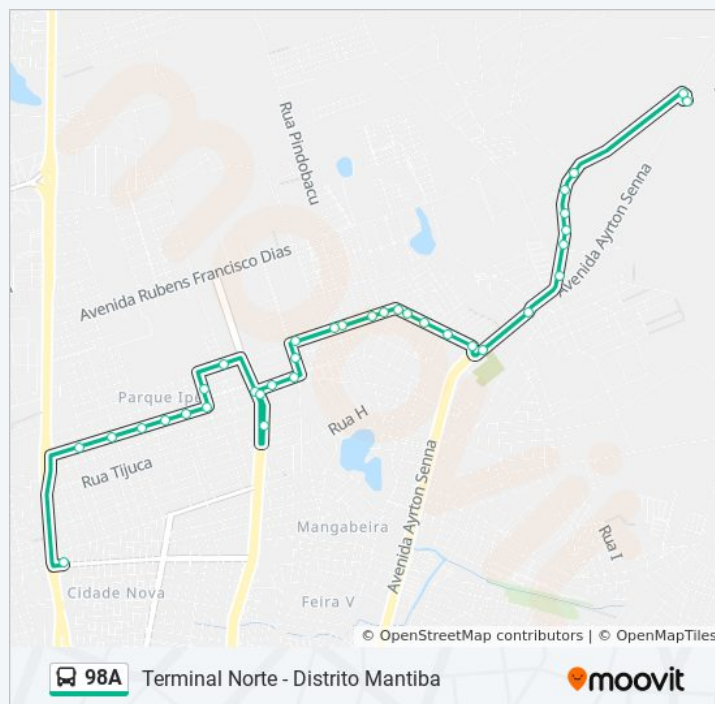 Rua Pindobacu
Avenida Ayrton Senna
Avenida Rubens Francisco Dias
Parque Ipê
Rua H
Rua Tijuca
Avenida Ayrton Senna
Mangabeira
Rua I
Cidade Nova
Feira V
© OpenStreetMap contributors | © OpenMapTiles
98A Terminal Norte - Distrito Mantiba
moovit